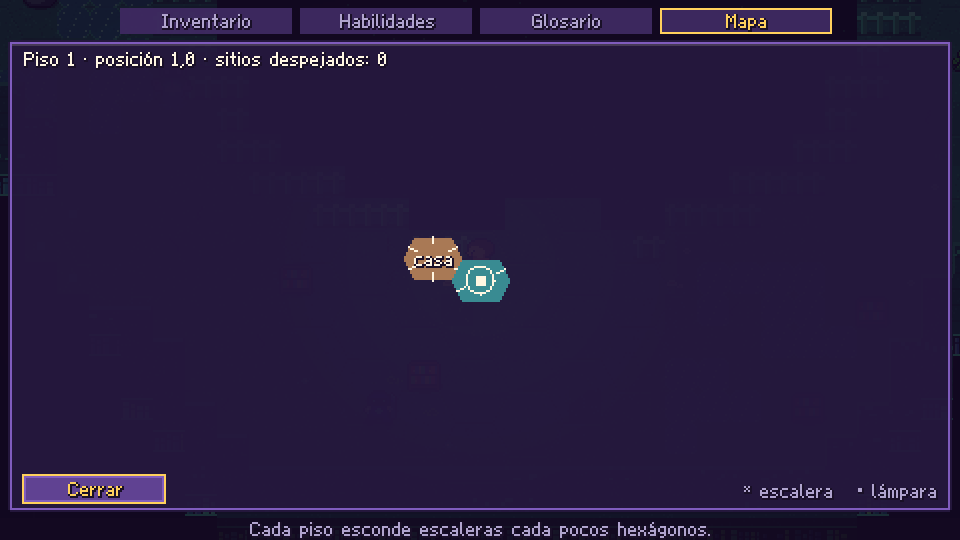 Inventario
Habilidades
Glosario
Mapa
Piso 1 · posición 1,0 · sitios despejados: 0
casa
Cerrar
* escalera
· lámpara
Cada piso esconde escaleras cada pocos hexágonos.